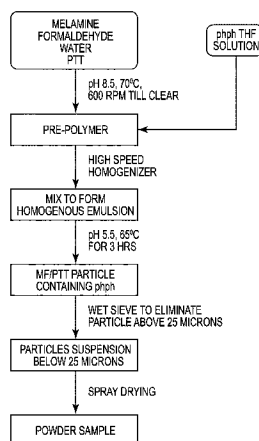 MELAMINE
FORMALDEHYDE
WATER
PTT
phph THF
SOLUTION
pH 8.5, 70ºC,
600 RPM TILL CLEAR
PRE-POLYMER
HIGH SPEED
HOMOGENIZER
MIX TO FORM
HOMOGENOUS EMULSION
pH 5.5, 65ºC
FOR 3 HRS
MF/PTT PARTICLE
CONTAINING phph
WET SIEVE TO ELIMINATE
PARTICLE ABOVE 25 MICRONS
PARTICLES SUSPENSION
BELOW 25 MICRONS
SPRAY DRYING
POWDER SAMPLE